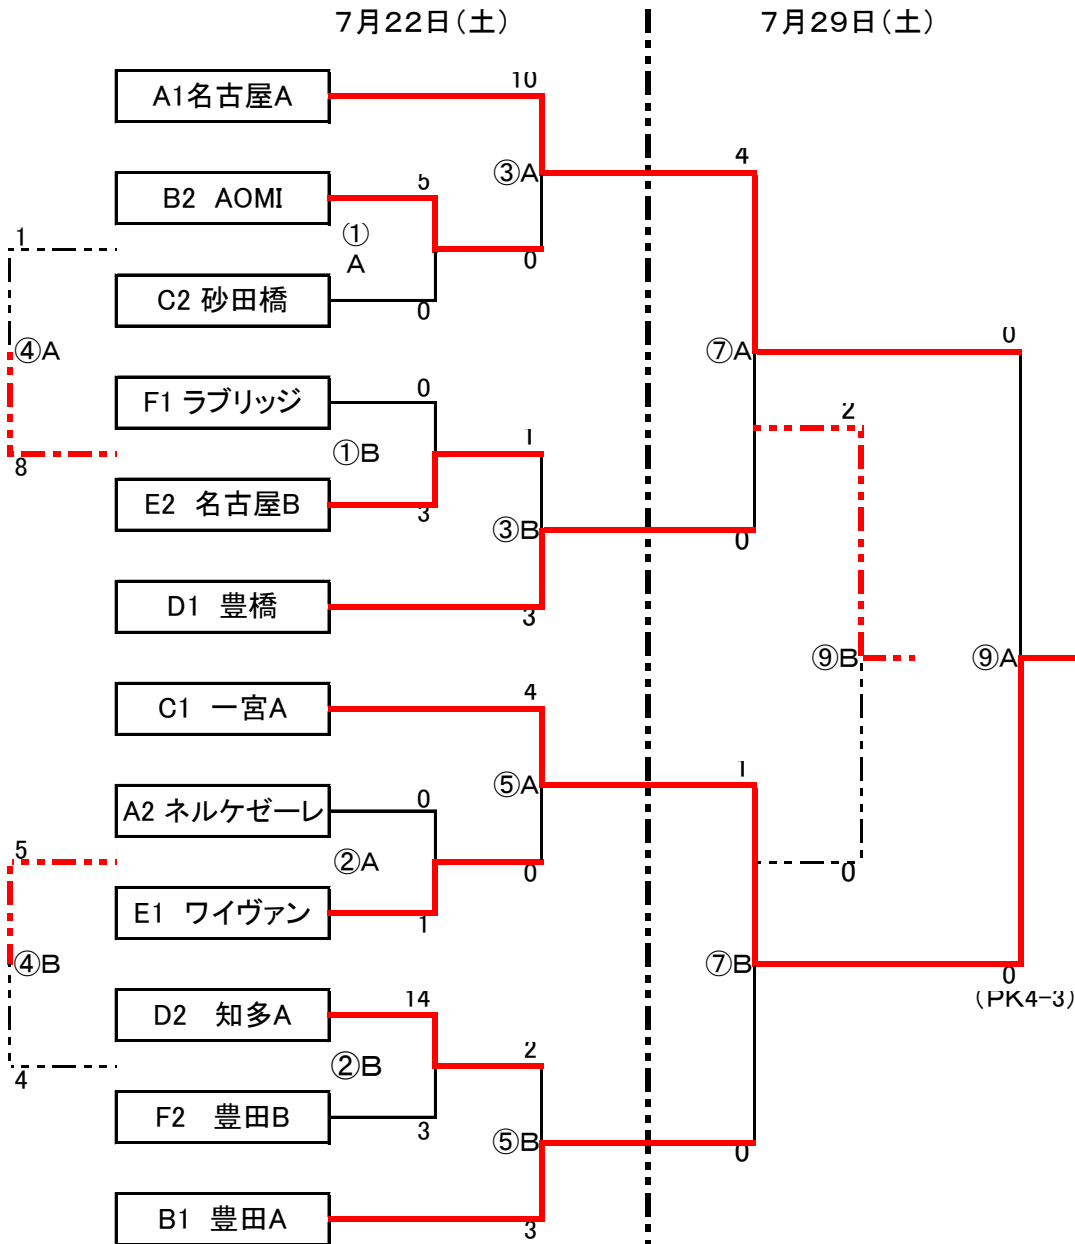 7月22日(土)
7月29日(土)
10
A1名古屋A
4
5
③A
B2 AOMI
1
①
A
0
C2 砂田橋
0
④A
⑦A
0
0
F1 ラブリッジ
2
1
①B
8
E2 名古屋B
3
③B
0
D1 豊橋
3
⑨B
⑨A
C1 一宮A
4
1
⑤A
A2 ネルケゼーレ
0
5
②A
0
0
E1 ワイヴァン
1
④B
⑦B
0
(PK4-3)
D2 知多A
14
2
②B
4
F2 豊田B
3
⑤B
0
B1 豊田A
3